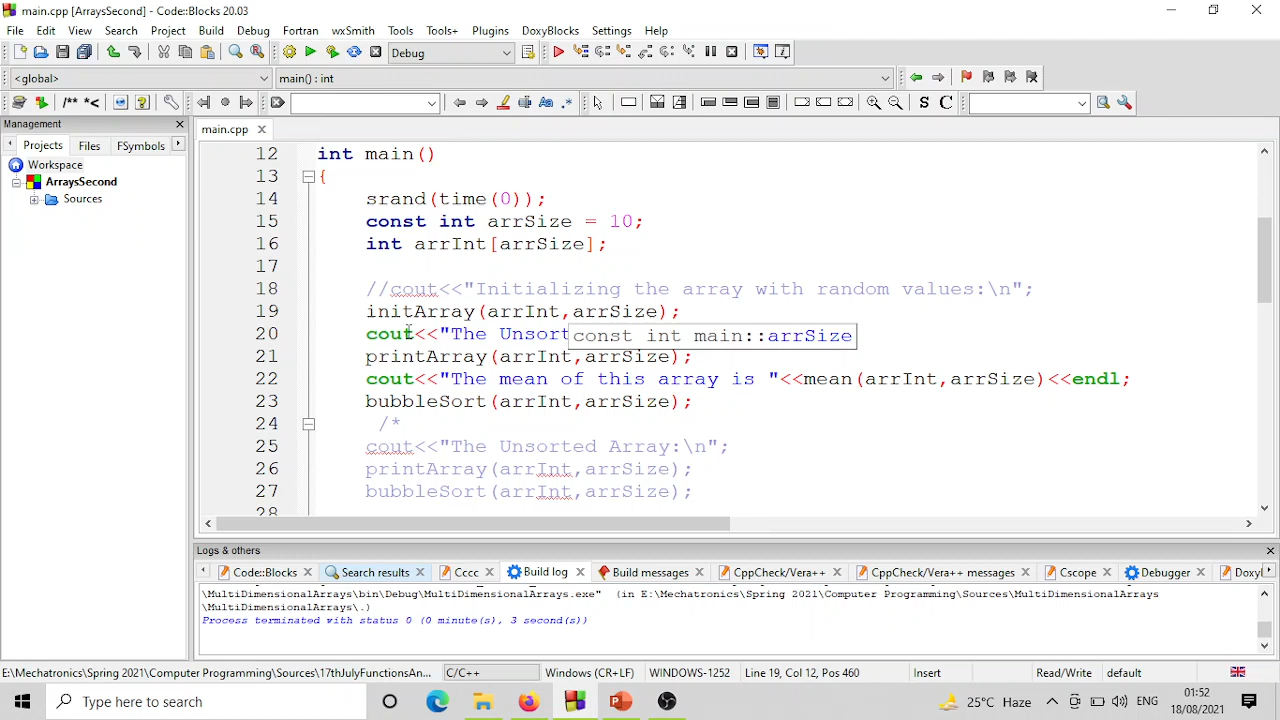 main.cpp [ArraysSecond] - Code::Blocks 20.03
File Edit View Search Project Build Debug Fortran wxSmith Tools Tools+ Plugins DoxyBlocks Settings Help
Debug
<global> main() : int
/** *< S C
Management
Projects Files FSymbols
Workspace
ArraysSecond
Sources
main.cpp
12 int main()
13 {
14 srand(time(0));
15 const int arrSize = 10;
16 int arrInt[arrSize];
17
18 //cout<<"Initializing the array with random values:\n";
19 initArray(arrInt,arrSize);
20 cout<<"The Unsort
const int main::arrSize
21 printArray(arrInt,arrSize);
22 cout<<"The mean of this array is "<<mean(arrInt,arrSize)<<endl;
23 bubbleSort(arrInt,arrSize);
24 /*
25 cout<<"The Unsorted Array:\n";
26 printArray(arrInt,arrSize);
27 bubbleSort(arrInt,arrSize);
28
Logs & others
Code::Blocks Search results Cccc Build log Build messages CppCheck/Vera++ CppCheck/Vera++ messages Cscope Debugger Doxy
\MultiDimensionalArrays\bin\Debug\MultiDimensionalArrays.exe" (in E:\Mechatronics\Spring 2021\Computer Programming\Sources\MultiDimensionalArrays
\MultiDimensionalArrays\.)
Process terminated with status 0 (0 minute(s), 3 second(s))
E:\Mechatronics\Spring 2021\Computer Programming\Sources\17thJulyFunctionsAn... C/C++ Windows (CR+LF) WINDOWS-1252 Line 19, Col 12, Pos 460 Insert Read/Write default
Type here to search
25°C Haze ENG 01:52
18/08/2021